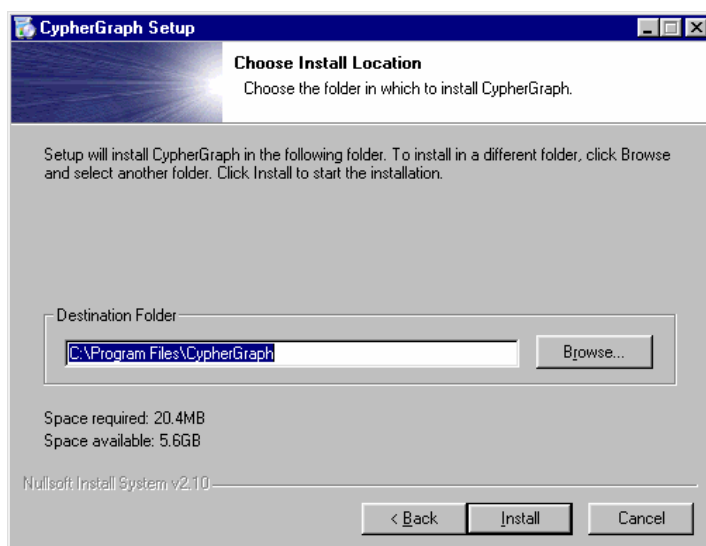 CypherGraph Setup
Choose Install Location
Choose the folder in which to install CypherGraph.
Setup will install CypherGraph in the following folder. To install in a different folder, click Browse
and select another folder. Click Install to start the installation.
Destination Folder
C:\Program Files\CypherGraph
Browse...
Space required: 20.4MB
Space available: 5.6GB
Nullsoft Install System v2.10
< Back
Install
Cancel